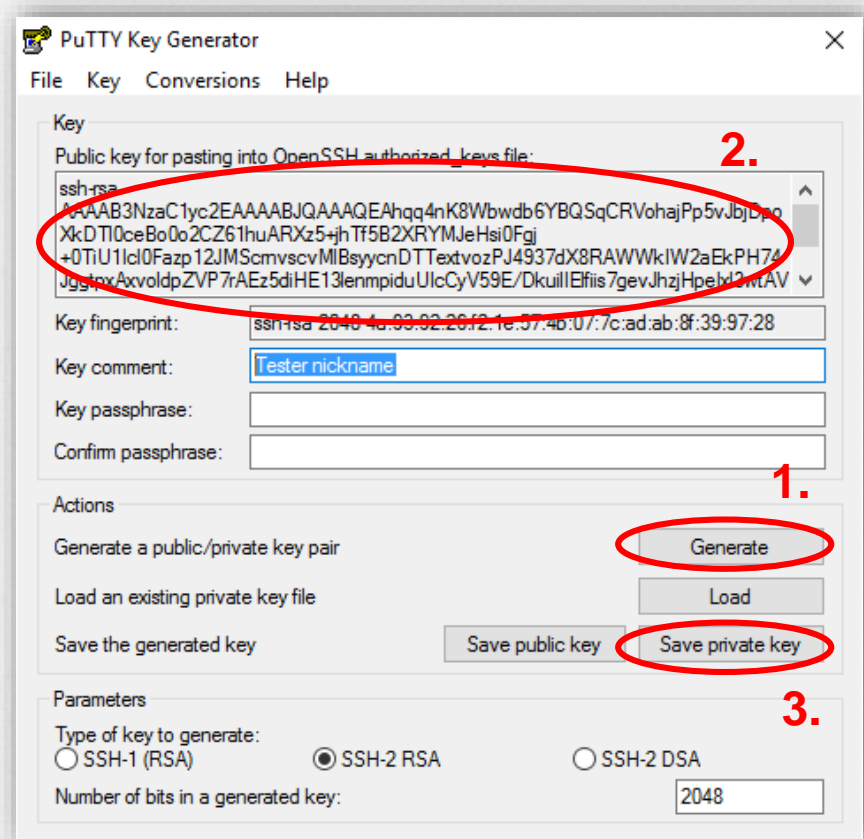 PuTTY Key Generator
File Key Conversions Help
Key
Public key for pasting into OpenSSH authorized_keys file:
2.
ssh-rsa
Key fingerprint:
ssh-rsa 2048
Key comment:
Tester nickname
Key passphrase:
Confirm passphrase:
1.
Actions
Generate a public/private key pair
Generate
Load an existing private key file
Load
Save the generated key
Save public key
Save private key
3.
Parameters
Type of key to generate:
SSH-1 (RSA)
SSH-2 RSA
SSH-2 DSA
Number of bits in a generated key:
2048